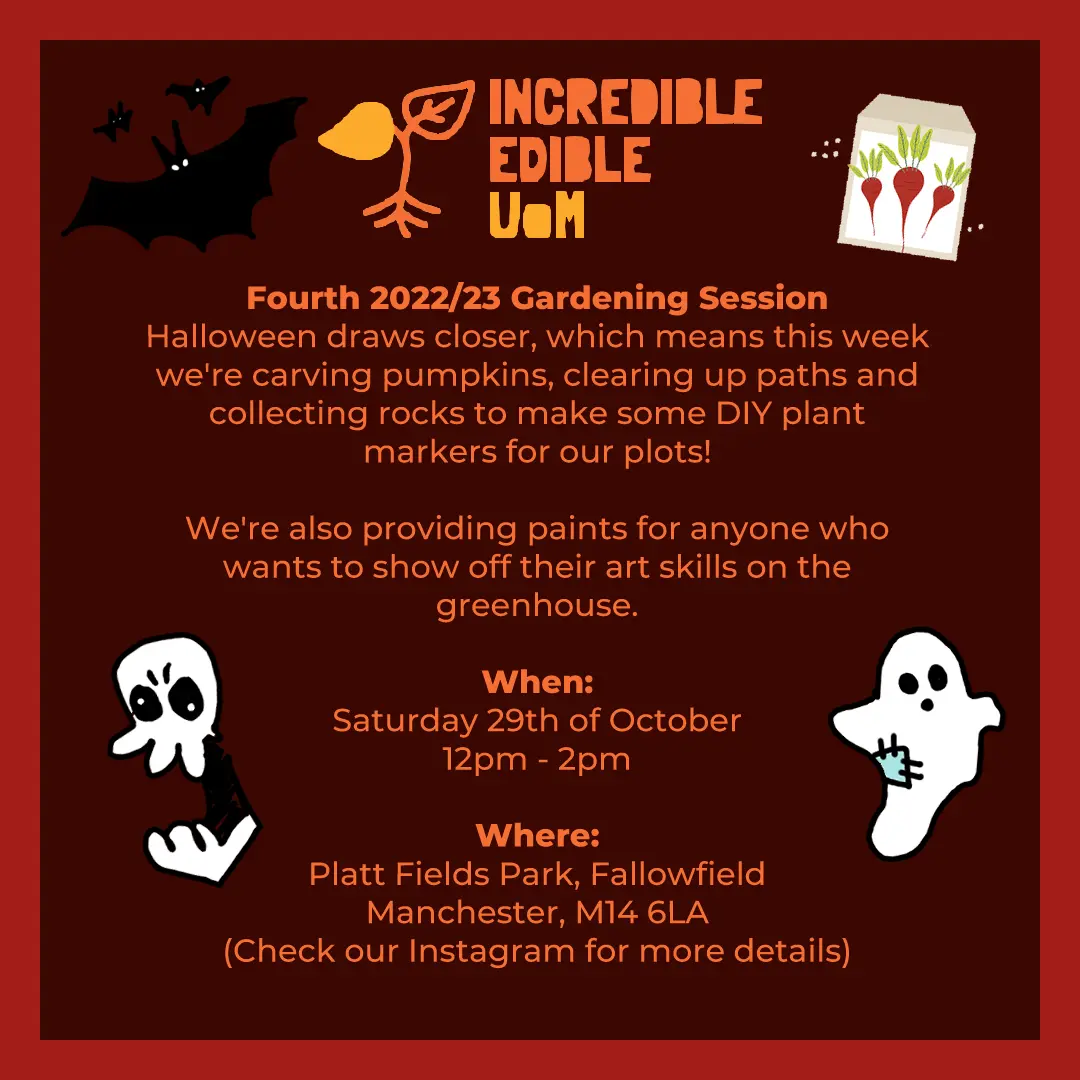 INCREDIBLE
EDIBLE
UoM
Fourth 2022/23 Gardening Session
Halloween draws closer, which means this week
we're carving pumpkins, clearing up paths and
collecting rocks to make some DIY plant
markers for our plots!
We're also providing paints for anyone who
wants to show off their art skills on the
greenhouse.
When:
Saturday 29th of October
12pm - 2pm
Where:
Platt Fields Park, Fallowfield
Manchester, M14 6LA
(Check our Instagram for more details)